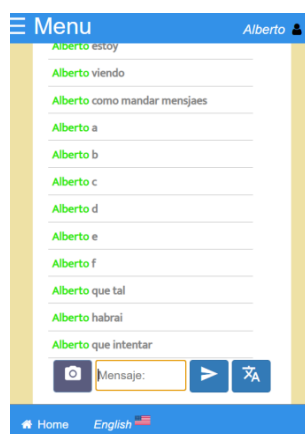 Menu Alberto
Alberto estoy
Alberto viendo
Alberto como mandar mensjaes
Alberto a
Alberto b
Alberto c
Alberto d
Alberto e
Alberto f
Alberto que tal
Alberto habrai
Alberto que intentar
Mensaje:
Home English